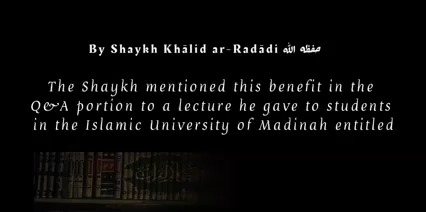 By Shaykh Khālid ar-Radādi حفظه الله
The Shaykh mentioned this benefit in the
Q&A portion to a lecture he gave to students
in the Islamic University of Madinah entitled